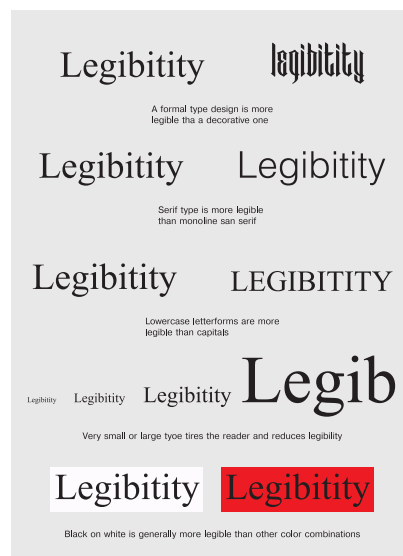 Legibitity legibitity
A formal type design is more
legible tha a decorative one
Legibitity Legibitity
Serif type is more legible
than monoline san serif
Legibitity LEGIBITITY
Lowercase letterforms are more
legible than capitals
Legibitity Legibitity Legibitity Legib
Very small or large tyoe tires the reader and reduces legibility
Legibitity Legibitity
Black on white is generally more legible than other color combinations